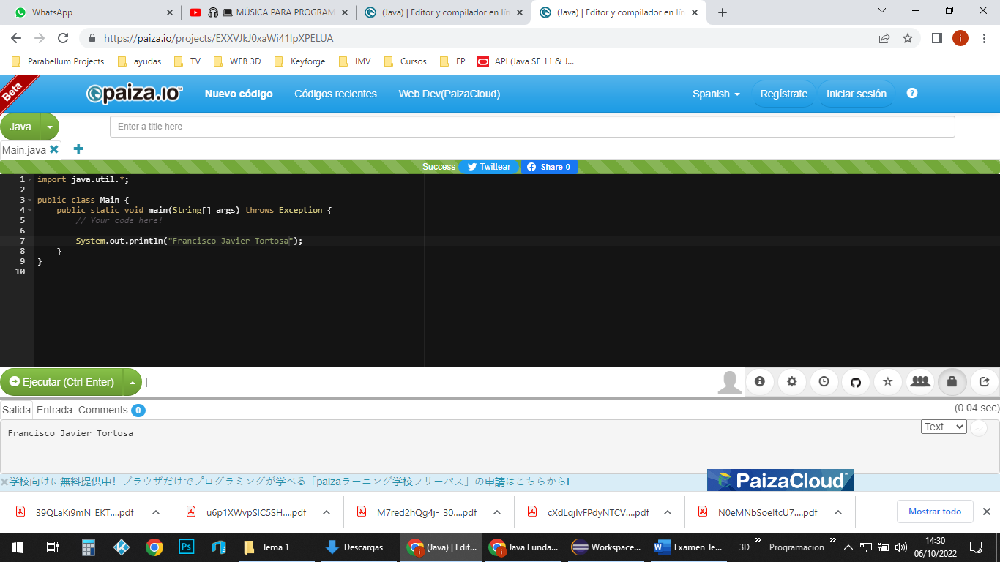 WhatsApp
MÚSICA PARA PROGRAM
(Java) | Editor y compilador en lín
(Java) | Editor y compilador en lín
https://paiza.io/projects/EXXVJkJ0xaWi41lpXPELUA
i
Parabellum Projects ayudas TV WEB 3D Keyforge IMV Cursos FP API (Java SE 11 & J...
Beta
paiza.io™ Nuevo código Códigos recientes Web Dev(PaizaCloud) Spanish Regístrate Iniciar sesión ?
Java Enter a title here
Main.java
Success Twittear Share 0
1 import java.util.*;
2
3 public class Main {
4 public static void main(String[] args) throws Exception {
5 // Your code here!
6
7 System.out.println("Francisco Javier Tortosa");
8 }
9 }
10
Ejecutar (Ctrl-Enter) |
Salida Entrada Comments 0 (0.04 sec)
Text
Francisco Javier Tortosa
×学校向けに無料提供中！ブラウザだけでプログラミングが学べる「paizaラーニング学校フリーパス」の申請はこちらから!
PaizaCloud
39QLaKi9mN_EKT....pdf u6p1XWvpSIC5SH....pdf M7red2hQg4j-_30....pdf cXdLqjlvFPdyNTCV....pdf N0eMNbSoeItcU7....pdf Mostrar todo
Ps Tema 1 Descargas (Java) | Edit... Java Funda... Workspace... Examen Te... 3D » Programacion » 14:30
06/10/2022